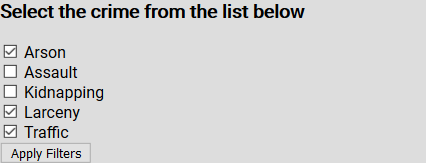 Select the crime from the list below
Arson
Assault
Kidnapping
Larceny
Traffic
Apply Filters